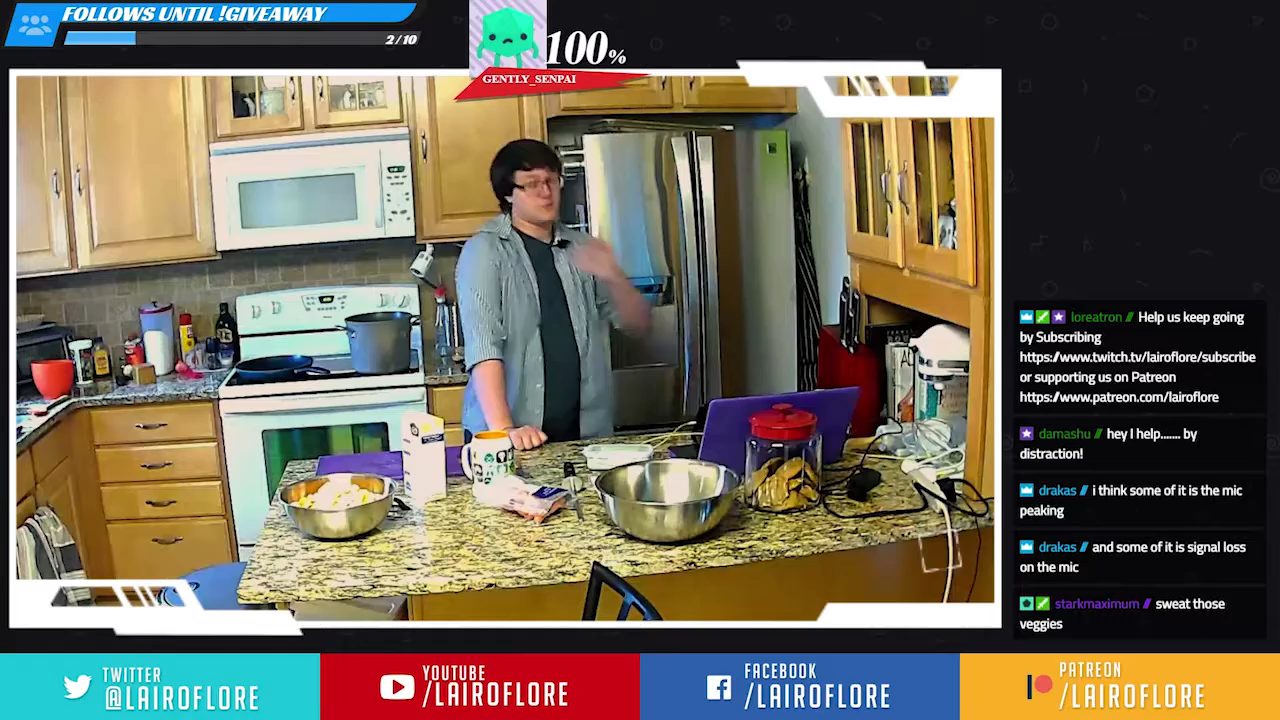 FOLLOWS UNTIL !GIVEAWAY
2/10
100%
GENTLY_SENPAI
loreatron // Help us keep going
by Subscribing
https://www.twitch.tv/lairoflore/subscribe
or supporting us on Patreon
https://www.patreon.com/lairoflore
damashu // hey I help....... by
distraction!
drakas // i think some of it is the mic
peaking
drakas // and some of it is signal loss
on the mic
starkmaximum // sweat those
veggies
TWITTER
@LAIROFLORE
YOUTUBE
/LAIROFLORE
FACEBOOK
/LAIROFLORE
PATREON
/LAIROFLORE